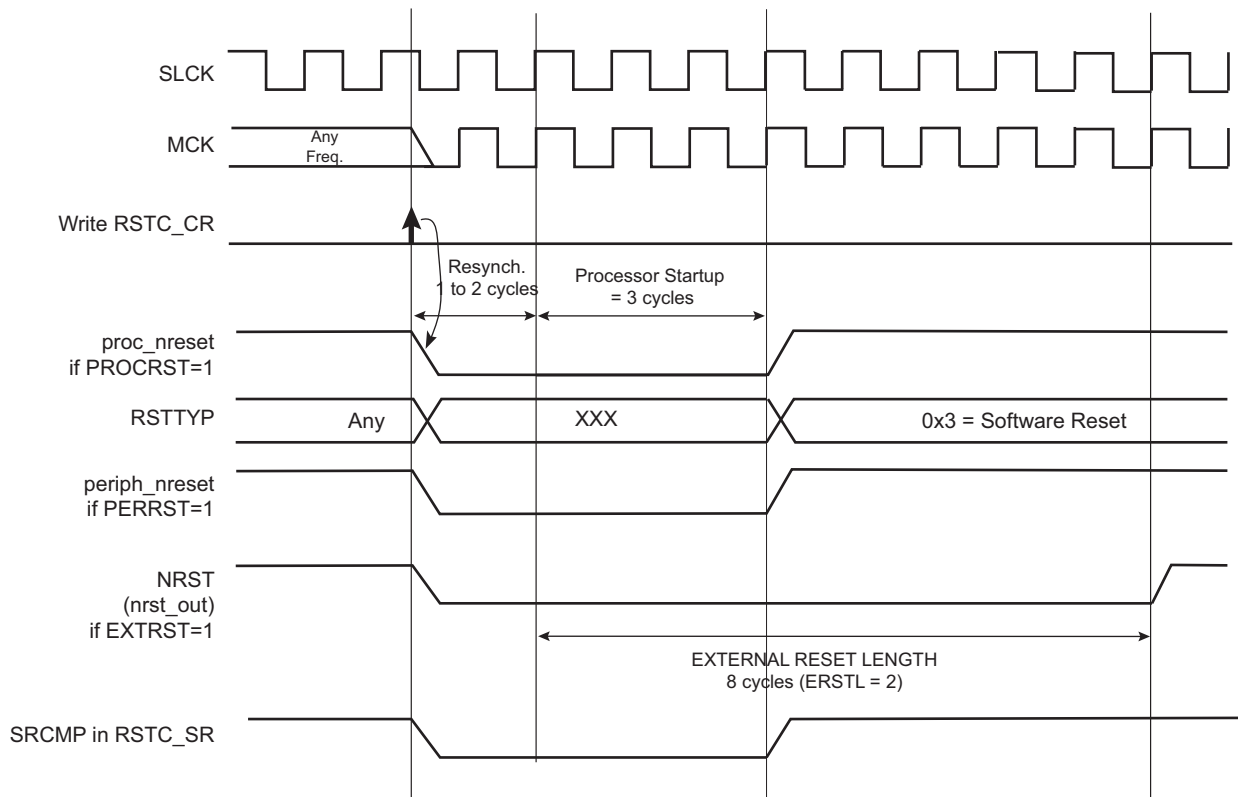 SLCK
MCK
Any
Freq.
Write RSTC_CR
Resynch.
1 to 2 cycles
Processor Startup
= 3 cycles
proc_nreset
if PROCRST=1
RSTTYP
Any
XXX
0x3 = Software Reset
periph_nreset
if PERRST=1
NRST
(nrst_out)
if EXTRST=1
EXTERNAL RESET LENGTH
8 cycles (ERSTL = 2)
SRCMP in RSTC_SR